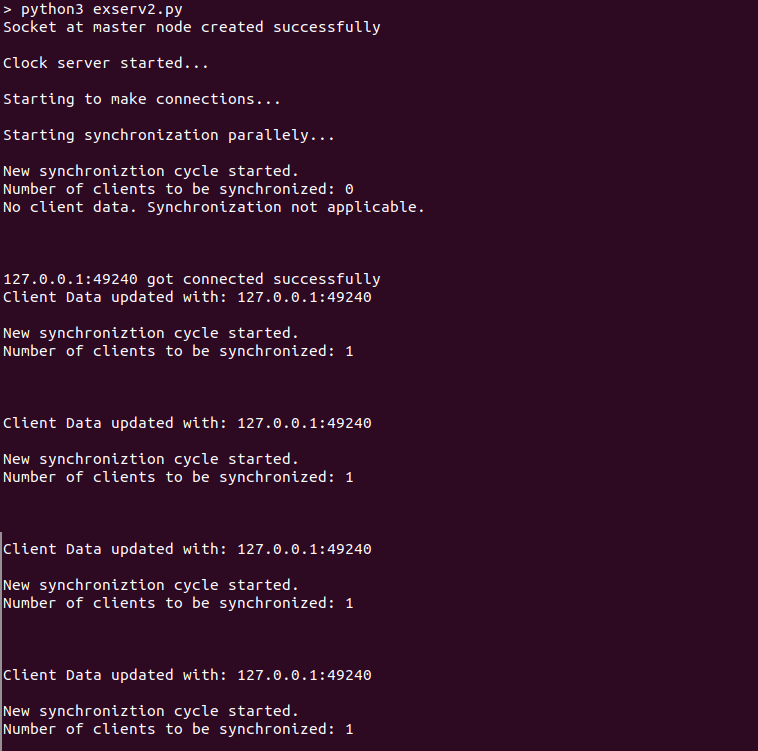 > python3 exserv2.py
Socket at master node created successfully
Clock server started...
Starting to make connections...
Starting synchronization parallely...
New synchroniztion cycle started.
Number of clients to be synchronized: 0
No client data. Synchronization not applicable.
127.0.0.1:49240 got connected successfully
Client Data updated with: 127.0.0.1:49240
New synchroniztion cycle started.
Number of clients to be synchronized: 1
Client Data updated with: 127.0.0.1:49240
New synchroniztion cycle started.
Number of clients to be synchronized: 1
Client Data updated with: 127.0.0.1:49240
New synchroniztion cycle started.
Number of clients to be synchronized: 1
Client Data updated with: 127.0.0.1:49240
New synchroniztion cycle started.
Number of clients to be synchronized: 1